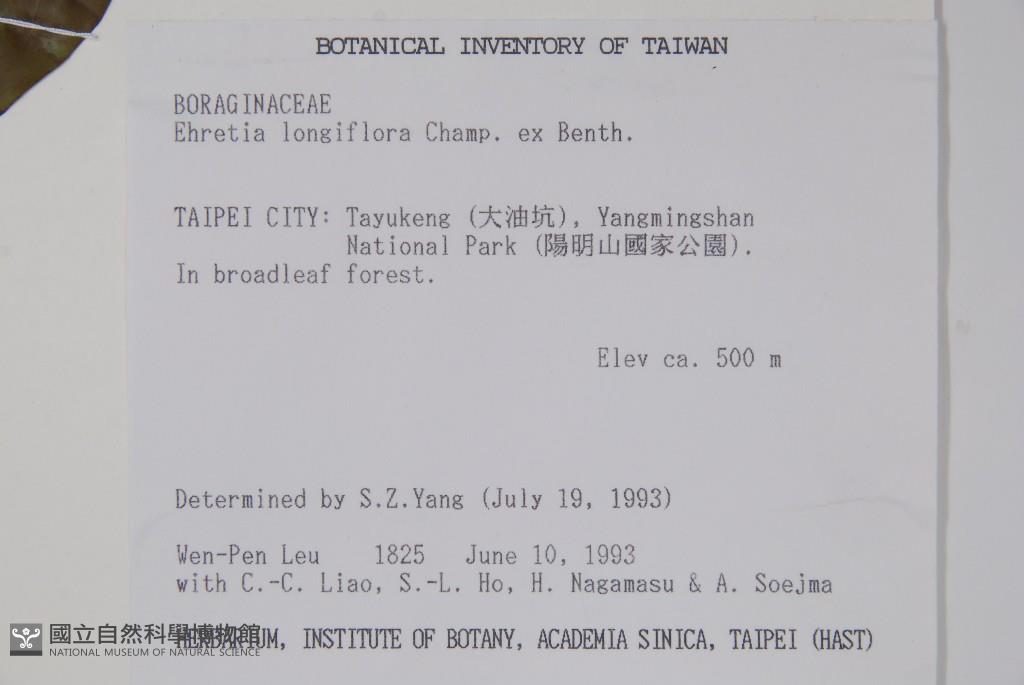 BOTANICAL INVENTORY OF TAIWAN
BORAGINACEAE
Ehretia longiflora Champ. ex Benth.
TAIPEI CITY: Tayukeng (大油坑), Yangmingshan
National Park (陽明山國家公園).
In broadleaf forest.
Elev ca. 500 m
Determined by S.Z.Yang (July 19, 1993)
Wen-Pen Leu 1825 June 10, 1993
with C.-C. Liao, S.-L. Ho, H. Nagamasu & A. Soejma
HERBARIUM, INSTITUTE OF BOTANY, ACADEMIA SINICA, TAIPEI (HAST)
國立自然科學博物館
NATIONAL MUSEUM OF NATURAL SCIENCE